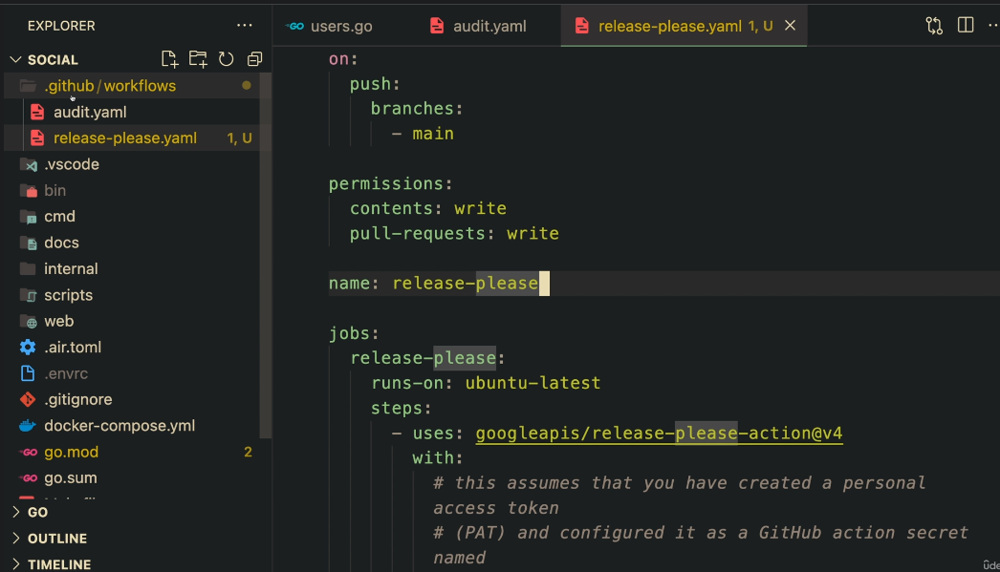 EXPLORER
SOCIAL
.github/workflows
audit.yaml
release-please.yaml 1, U
.vscode
bin
cmd
docs
internal
scripts
web
.air.toml
.envrc
.gitignore
docker-compose.yml
go.mod 2
go.sum
GO
OUTLINE
TIMELINE
users.go audit.yaml release-please.yaml 1, U
on:
push:
branches:
- main
permissions:
contents: write
pull-requests: write
name: release-please
jobs:
release-please:
runs-on: ubuntu-latest
steps:
- uses: googleapis/release-please-action@v4
with:
# this assumes that you have created a personal
access token
# (PAT) and configured it as a GitHub action secret
named